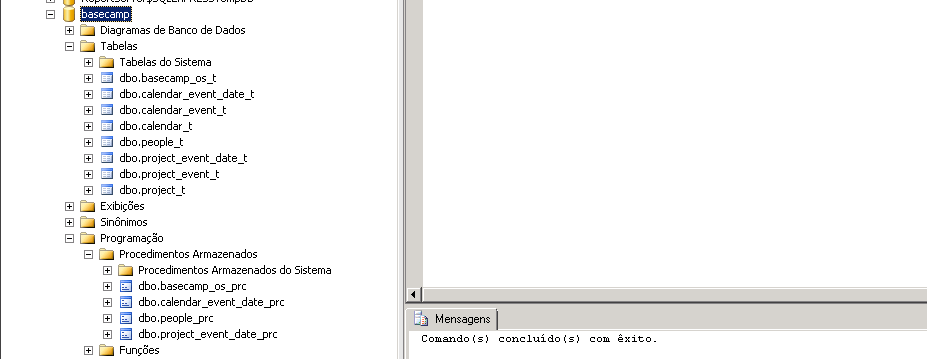 basecamp
Diagramas de Banco de Dados
Tabelas
Tabelas do Sistema
dbo.basecamp_os_t
dbo.calendar_event_date_t
dbo.calendar_event_t
dbo.calendar_t
dbo.people_t
dbo.project_event_date_t
dbo.project_event_t
dbo.project_t
Exibições
Sinônimos
Programação
Procedimentos Armazenados
Procedimentos Armazenados do Sistema
dbo.basecamp_os_prc
dbo.calendar_event_date_prc
dbo.people_prc
dbo.project_event_date_prc
Funções
Mensagens
Comando(s) concluído(s) com êxito.